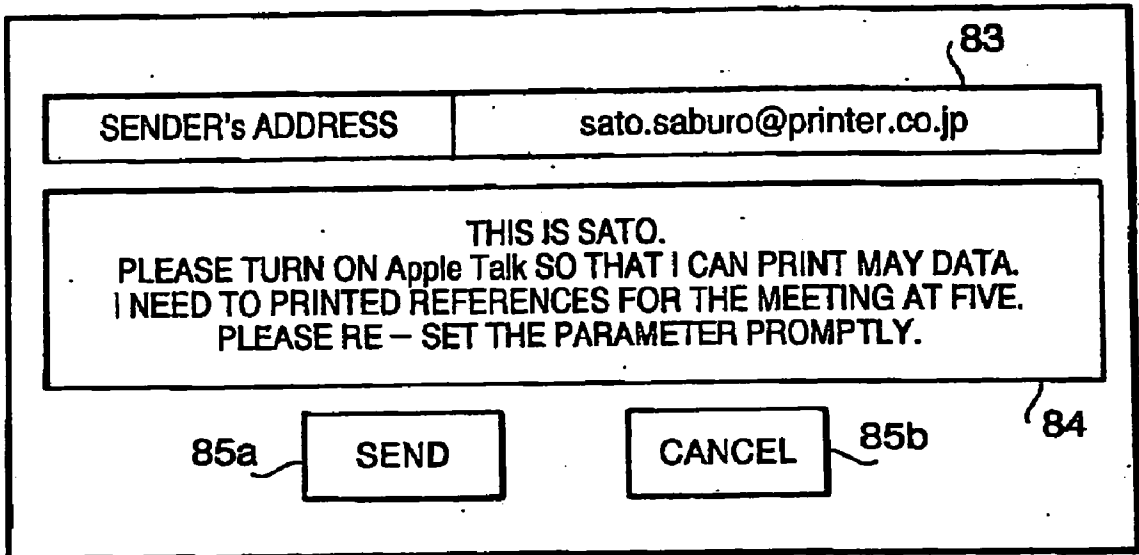 83
SENDER's ADDRESS sato.saburo@printer.co.jp
THIS IS SATO.
PLEASE TURN ON Apple Talk SO THAT I CAN PRINT MAY DATA.
I NEED TO PRINTED REFERENCES FOR THE MEETING AT FIVE.
PLEASE RE – SET THE PARAMETER PROMPTLY.
84
85a SEND CANCEL 85b